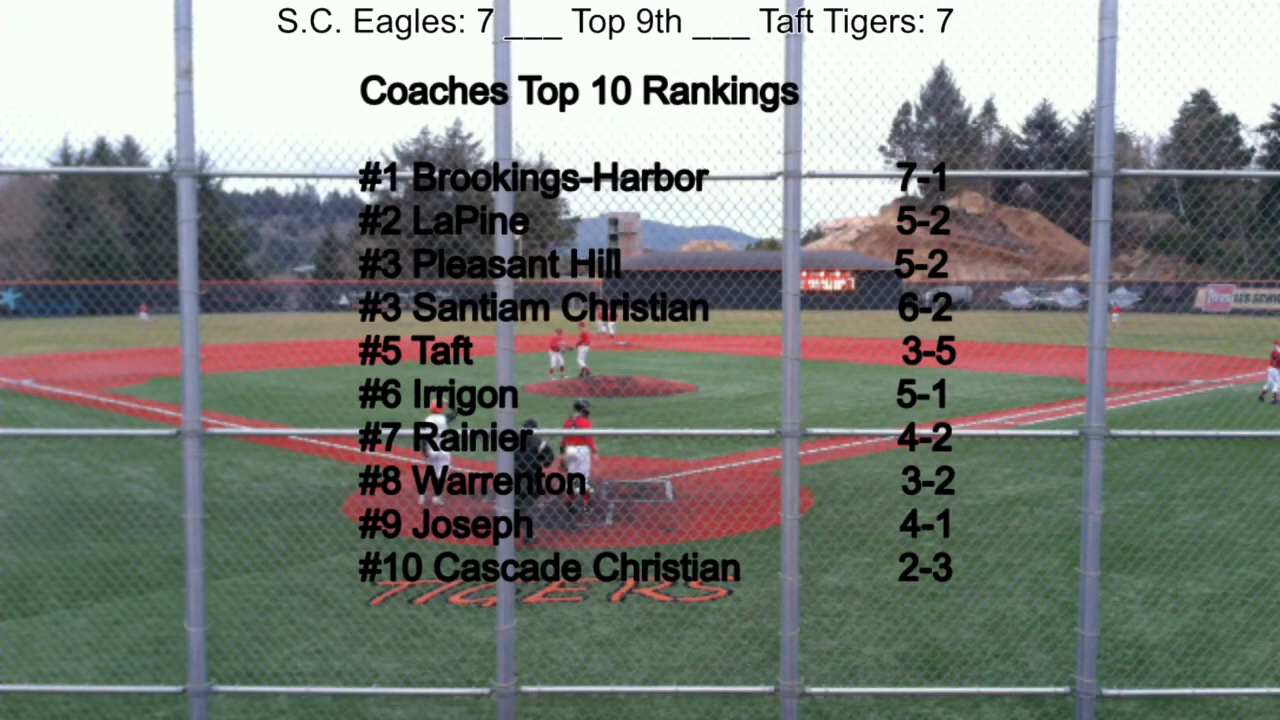 S.C. Eagles: 7 ___ Top 9th ___ Taft Tigers: 7
Coaches Top 10 Rankings
#1 Brookings-Harbor 7-1
#2 LaPine 5-2
#3 Pleasant Hill 5-2
#3 Santiam Christian 6-2
#5 Taft 3-5
#6 Irrigon 5-1
#7 Rainier 4-2
#8 Warrenton 3-2
#9 Joseph 4-1
#10 Cascade Christian 2-3
TIGERS